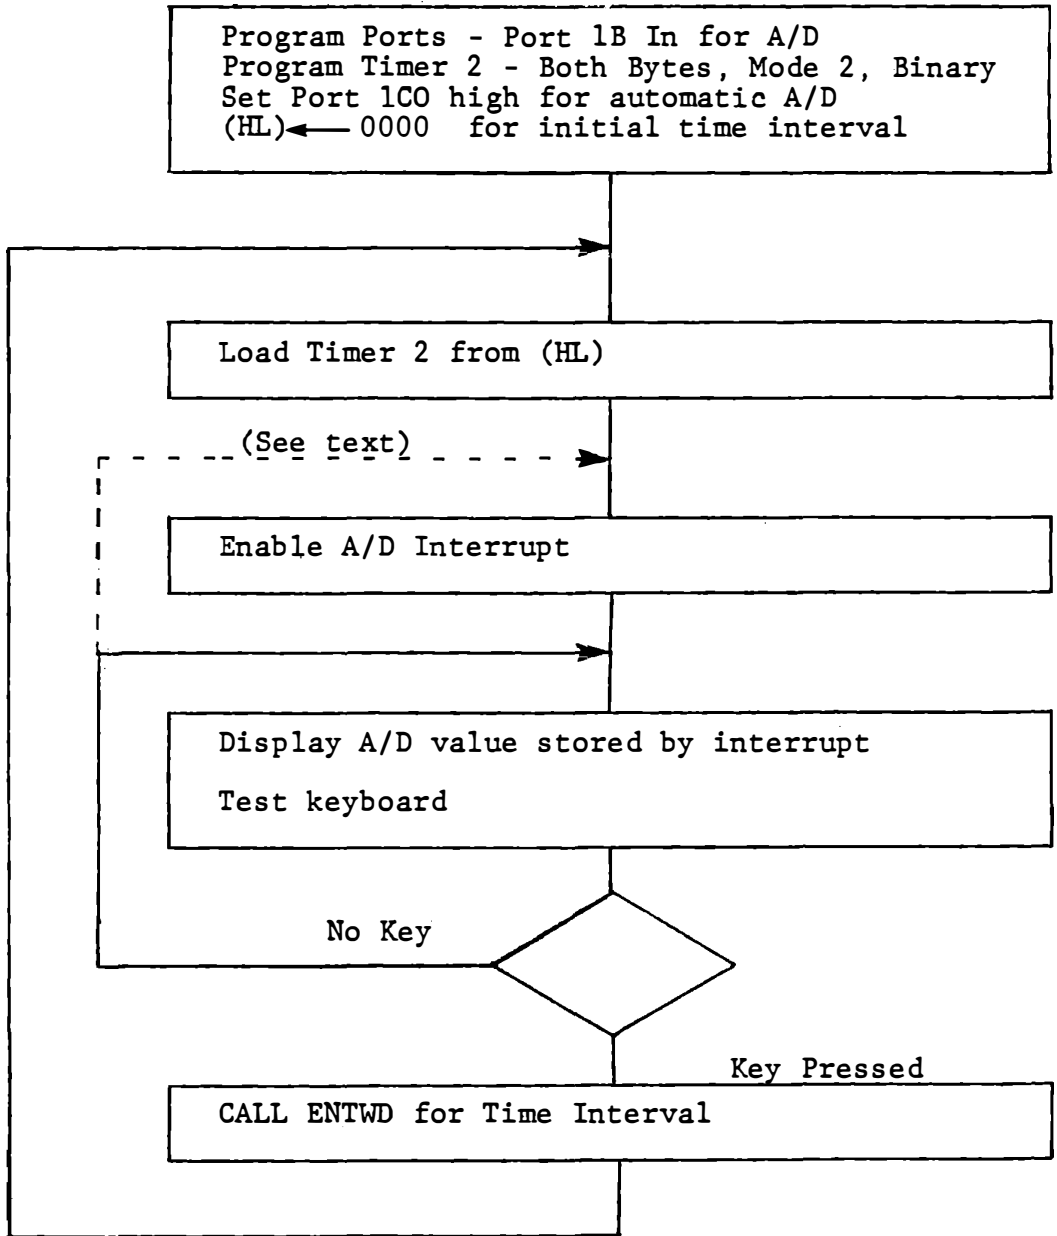 Program Ports - Port 1B In for A/D
Program Timer 2 - Both Bytes, Mode 2, Binary
Set Port 1C0 high for automatic A/D
(HL)← 0000 for initial time interval
Load Timer 2 from (HL)
(See text)
Enable A/D Interrupt
Display A/D value stored by interrupt
Test keyboard
No Key
Key Pressed
CALL ENTWD for Time Interval